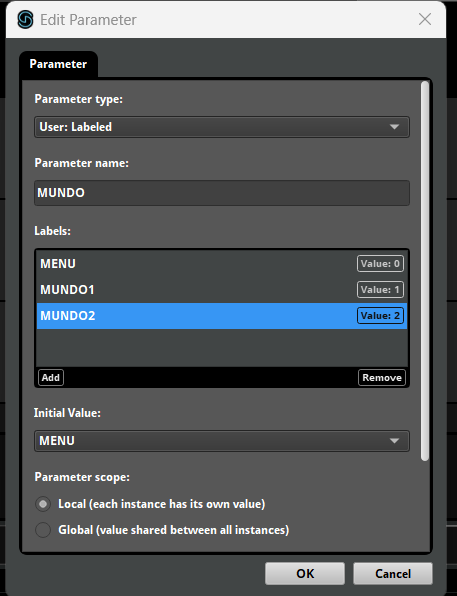 Edit Parameter
Parameter
Parameter type:
User: Labeled
Parameter name:
MUNDO
Labels:
MENU Value: 0
MUNDO1 Value: 1
MUNDO2 Value: 2
Add Remove
Initial Value:
MENU
Parameter scope:
Local (each instance has its own value)
Global (value shared between all instances)
OK Cancel